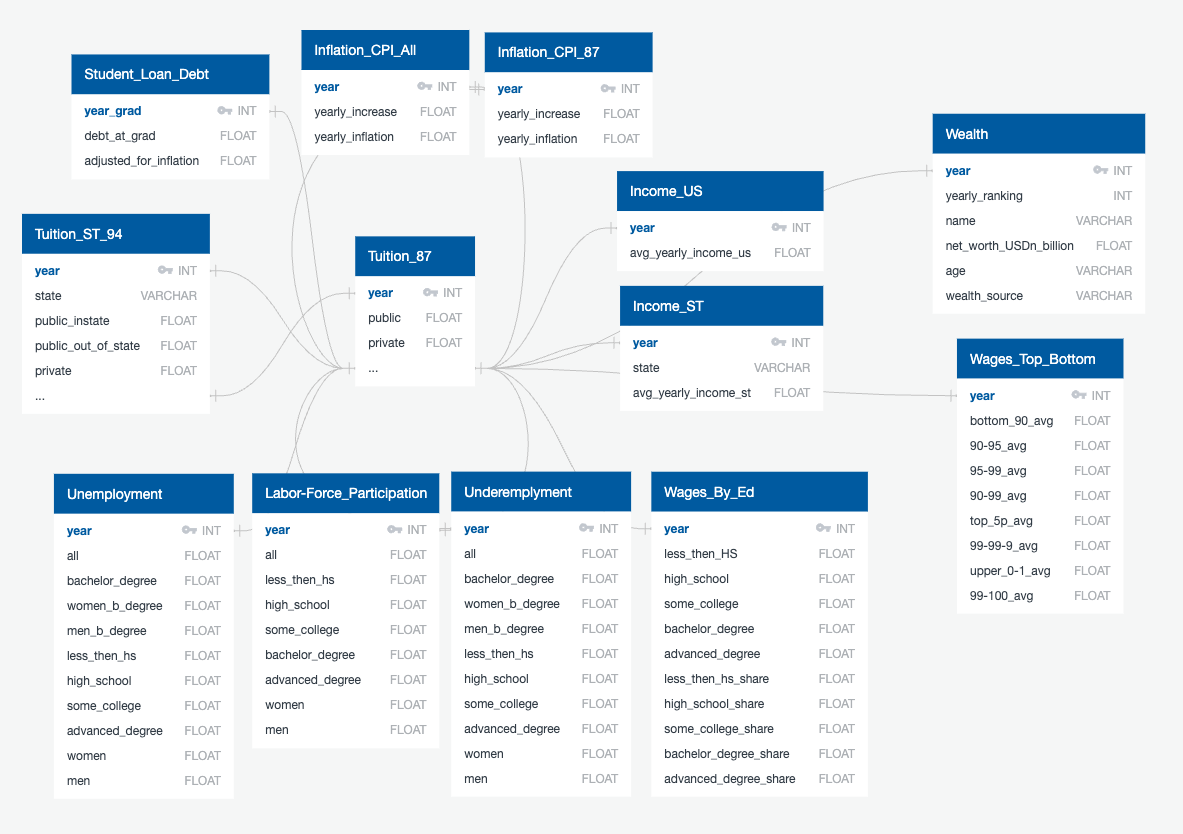 Student_Loan_Debt
year_grad INT
debt_at_grad FLOAT
adjusted_for_inflation FLOAT
Inflation_CPI_All
year INT
yearly_increase FLOAT
yearly_inflation FLOAT
Inflation_CPI_87
year INT
yearly_increase FLOAT
yearly_inflation FLOAT
Wealth
year INT
yearly_ranking INT
name VARCHAR
net_worth_USDn_billion FLOAT
age VARCHAR
wealth_source VARCHAR
Income_US
year INT
avg_yearly_income_us FLOAT
Tuition_ST_94
year INT
state VARCHAR
public_instate FLOAT
public_out_of_state FLOAT
private FLOAT
...
Tuition_87
year INT
public FLOAT
private FLOAT
...
Income_ST
year INT
state VARCHAR
avg_yearly_income_st FLOAT
Wages_Top_Bottom
year INT
bottom_90_avg FLOAT
90-95_avg FLOAT
95-99_avg FLOAT
90-99_avg FLOAT
top_5p_avg FLOAT
99-99-9_avg FLOAT
upper_0-1_avg FLOAT
99-100_avg FLOAT
Unemployment
year INT
all FLOAT
bachelor_degree FLOAT
women_b_degree FLOAT
men_b_degree FLOAT
less_then_hs FLOAT
high_school FLOAT
some_college FLOAT
advanced_degree FLOAT
women FLOAT
men FLOAT
Labor-Force_Participation
year INT
all FLOAT
less_then_hs FLOAT
high_school FLOAT
some_college FLOAT
bachelor_degree FLOAT
advanced_degree FLOAT
women FLOAT
men FLOAT
Underemplyment
year INT
all FLOAT
bachelor_degree FLOAT
women_b_degree FLOAT
men_b_degree FLOAT
less_then_hs FLOAT
high_school FLOAT
some_college FLOAT
advanced_degree FLOAT
women FLOAT
men FLOAT
Wages_By_Ed
year INT
less_then_HS FLOAT
high_school FLOAT
some_college FLOAT
bachelor_degree FLOAT
advanced_degree FLOAT
less_then_hs_share FLOAT
high_school_share FLOAT
some_college_share FLOAT
bachelor_degree_share FLOAT
advanced_degree_share FLOAT